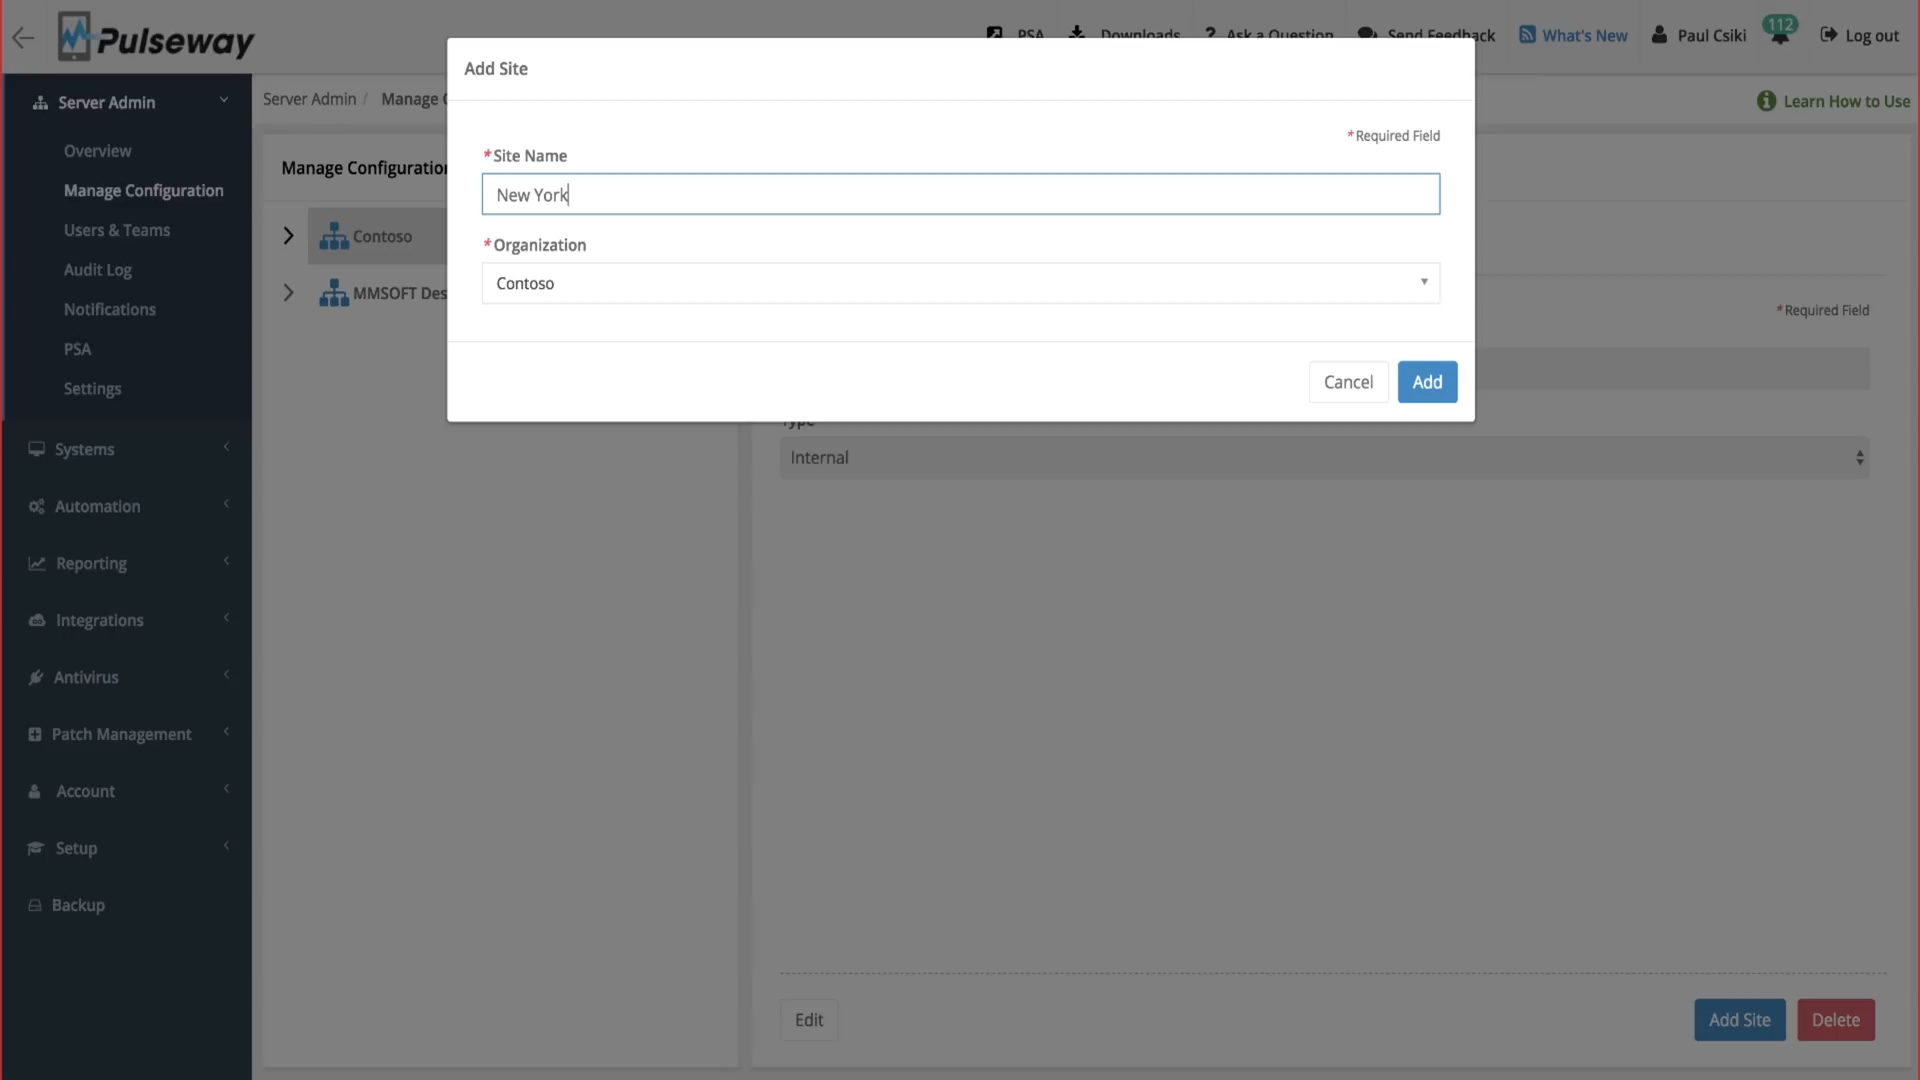 Pulseway
PSA
Downloads
? Ask a Question
Send Feedback
What's New
Paul Csiki
112
Log out
Server Admin
Overview
Manage Configuration
Users & Teams
Audit Log
Notifications
PSA
Settings
Systems
Automation
Reporting
Integrations
Antivirus
Patch Management
Account
Setup
Backup
Server Admin / Manage
Learn How to Use
Manage Configuration
Contoso
MMSOFT Des
Add Site
* Required Field
* Site Name
New York
* Organization
Contoso
Cancel
Add
* Required Field
Type
Internal
Edit
Add Site
Delete